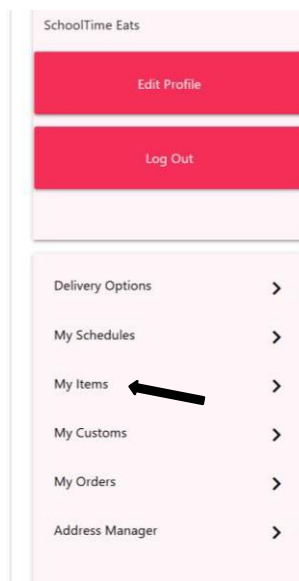 SchoolTime Eats
Edit Profile
Log Out
Delivery Options
My Schedules
My Items
My Customs
My Orders
Address Manager